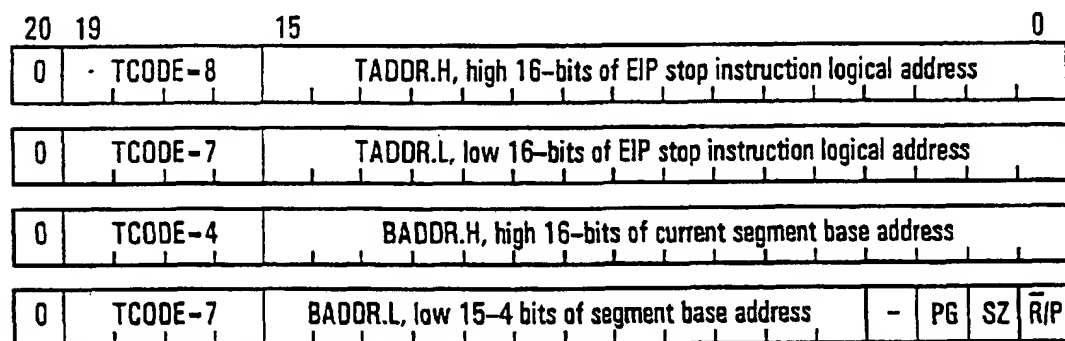 20 19 15 0
0 TCODE-8 TADDR.H, high 16-bits of EIP stop instruction logical address
0 TCODE-7 TADDR.L, low 16-bits of EIP stop instruction logical address
0 TCODE-4 BADDR.H, high 16-bits of current segment base address
0 TCODE-7 BADDR.L, low 15-4 bits of segment base address - PG SZ R̅/P